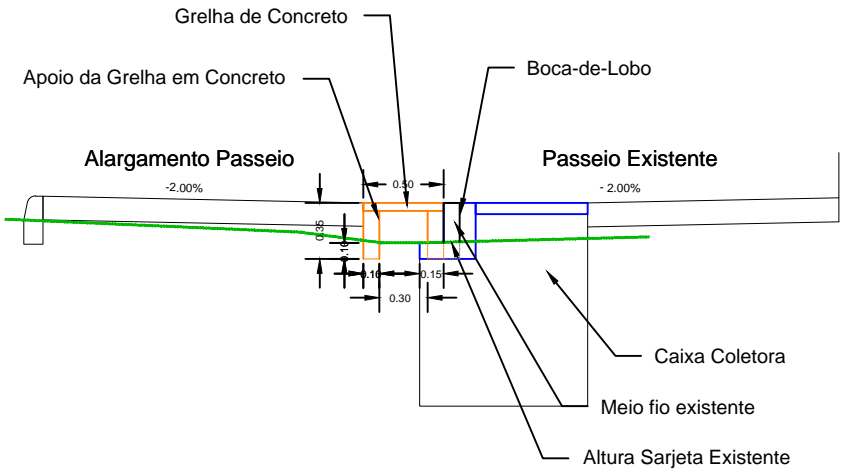 Grelha de Concreto
Apoio da Grelha em Concreto
Boca-de-Lobo
Alargamento Passeio
Passeio Existente
-2.00%
0.50
- 2.00%
0.35
0.10
0.10
0.15
0.30
Caixa Coletora
Meio fio existente
Altura Sarjeta Existente